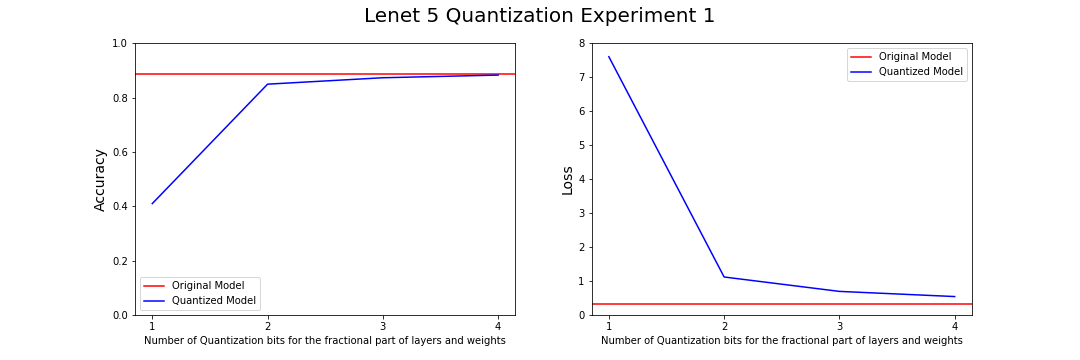 Lenet 5 Quantization Experiment 1
1.0
0.8
0.6
0.4
0.2
0.0
Accuracy
Original Model
Quantized Model
1 2 3 4
Number of Quantization bits for the fractional part of layers and weights
8
7
6
5
4
3
2
1
0
Loss
Original Model
Quantized Model
1 2 3 4
Number of Quantization bits for the fractional part of layers and weights